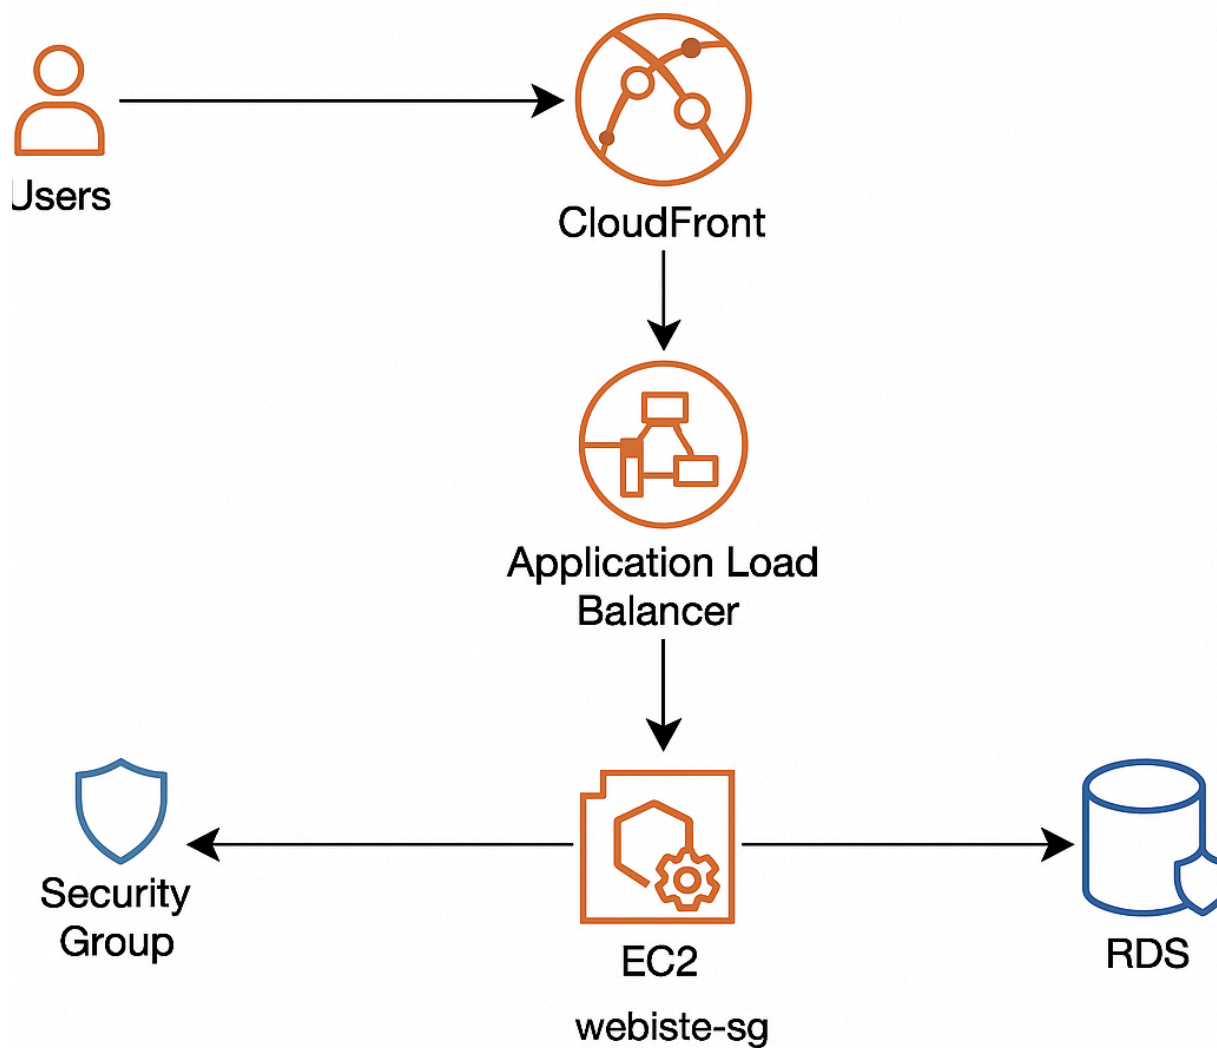 Users
CloudFront
Application Load
Balancer
Security
Group
EC2
webiste-sg
RDS